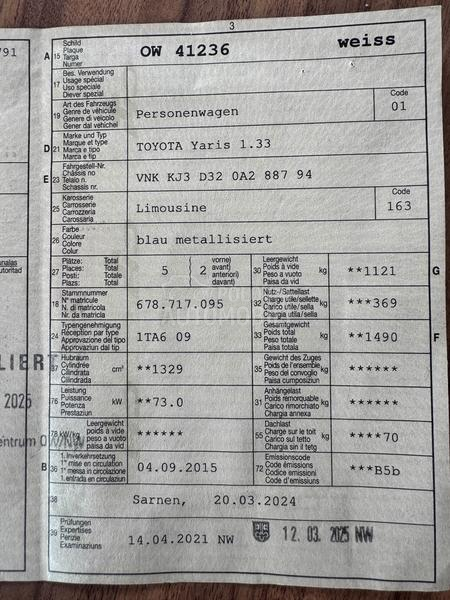 3
791
A 15 Schild Plaque Targa Numer OW 41236 weiss
17 Bes. Verwendung Usage spécial Uso speciale Diever spezial
19 Art des Fahrzeugs Genre de véhicule Genere di veicolo Gener dal vehichel Personenwagen Code 01
D 21 Marke und Typ Marque et type Marca e tipo Marca e tip TOYOTA Yaris 1.33
E 23 Fahrgestell-Nr. Châssis no Telaio n. Schassis nr. VNK KJ3 D32 0A2 887 94
25 Karosserie Carrosserie Carrozzeria Carossaria Limousine Code 163
26 Farbe Couleur Colore Colur blau metallisiert
27 Plätze: Total Places: Total Posti: Totale Plazs: Total 5 2 vorne) avant) anteriori) davant) 30 Leergewicht Poids à vide Peso a vuoto Paisa da vid kg **1121 G
18 Stammnummer N° matricule N. di matricola Nr. da matricla 678.717.095 32 Nutz-/Sattellast Charge utile/sellette Carico utile/sella Chargia utila/sella kg ***369
24 Typengenehmigung Réception par type Approvazione del tipo Approvaziun dal tip 1TA6 09 33 Gesamtgewicht Poids total Peso totale Paisa totala kg **1490 F
37 Hubraum Cylindrée Cilindrata Cilindrada cm³ **1329 35 Gewicht des Zuges Poids de l'ensemble Peso del convoglio Paisa cumposiziun kg ******
76 Leistung Puissance Potenza Prestaziun kW **73.0 31 Anhängelast Poids remorquable Carico rimorchiato Chargia annexa kg ******
78 kW/kg Leergewicht poids à vide peso a vuoto paisa da vid ****** 55 Dachlast Charge sur le toit Carico sul tetto Chargia sin il tetg kg ****70
B 36 1. Inverkehrsetzung 1re mise en circulation 1a messa in circolazione 1. entrada en circulaziun 04.09.2015 72 Emissionscode Code émissions Codice emissioni Code d'emissiuns ***B5b
38 Sarnen, 20.03.2024
39 Prüfungen Expertises Perizie Examinaziuns 14.04.2021 NW 12. 03. 2025 NW
LIERT
2025
entrum OW/NW